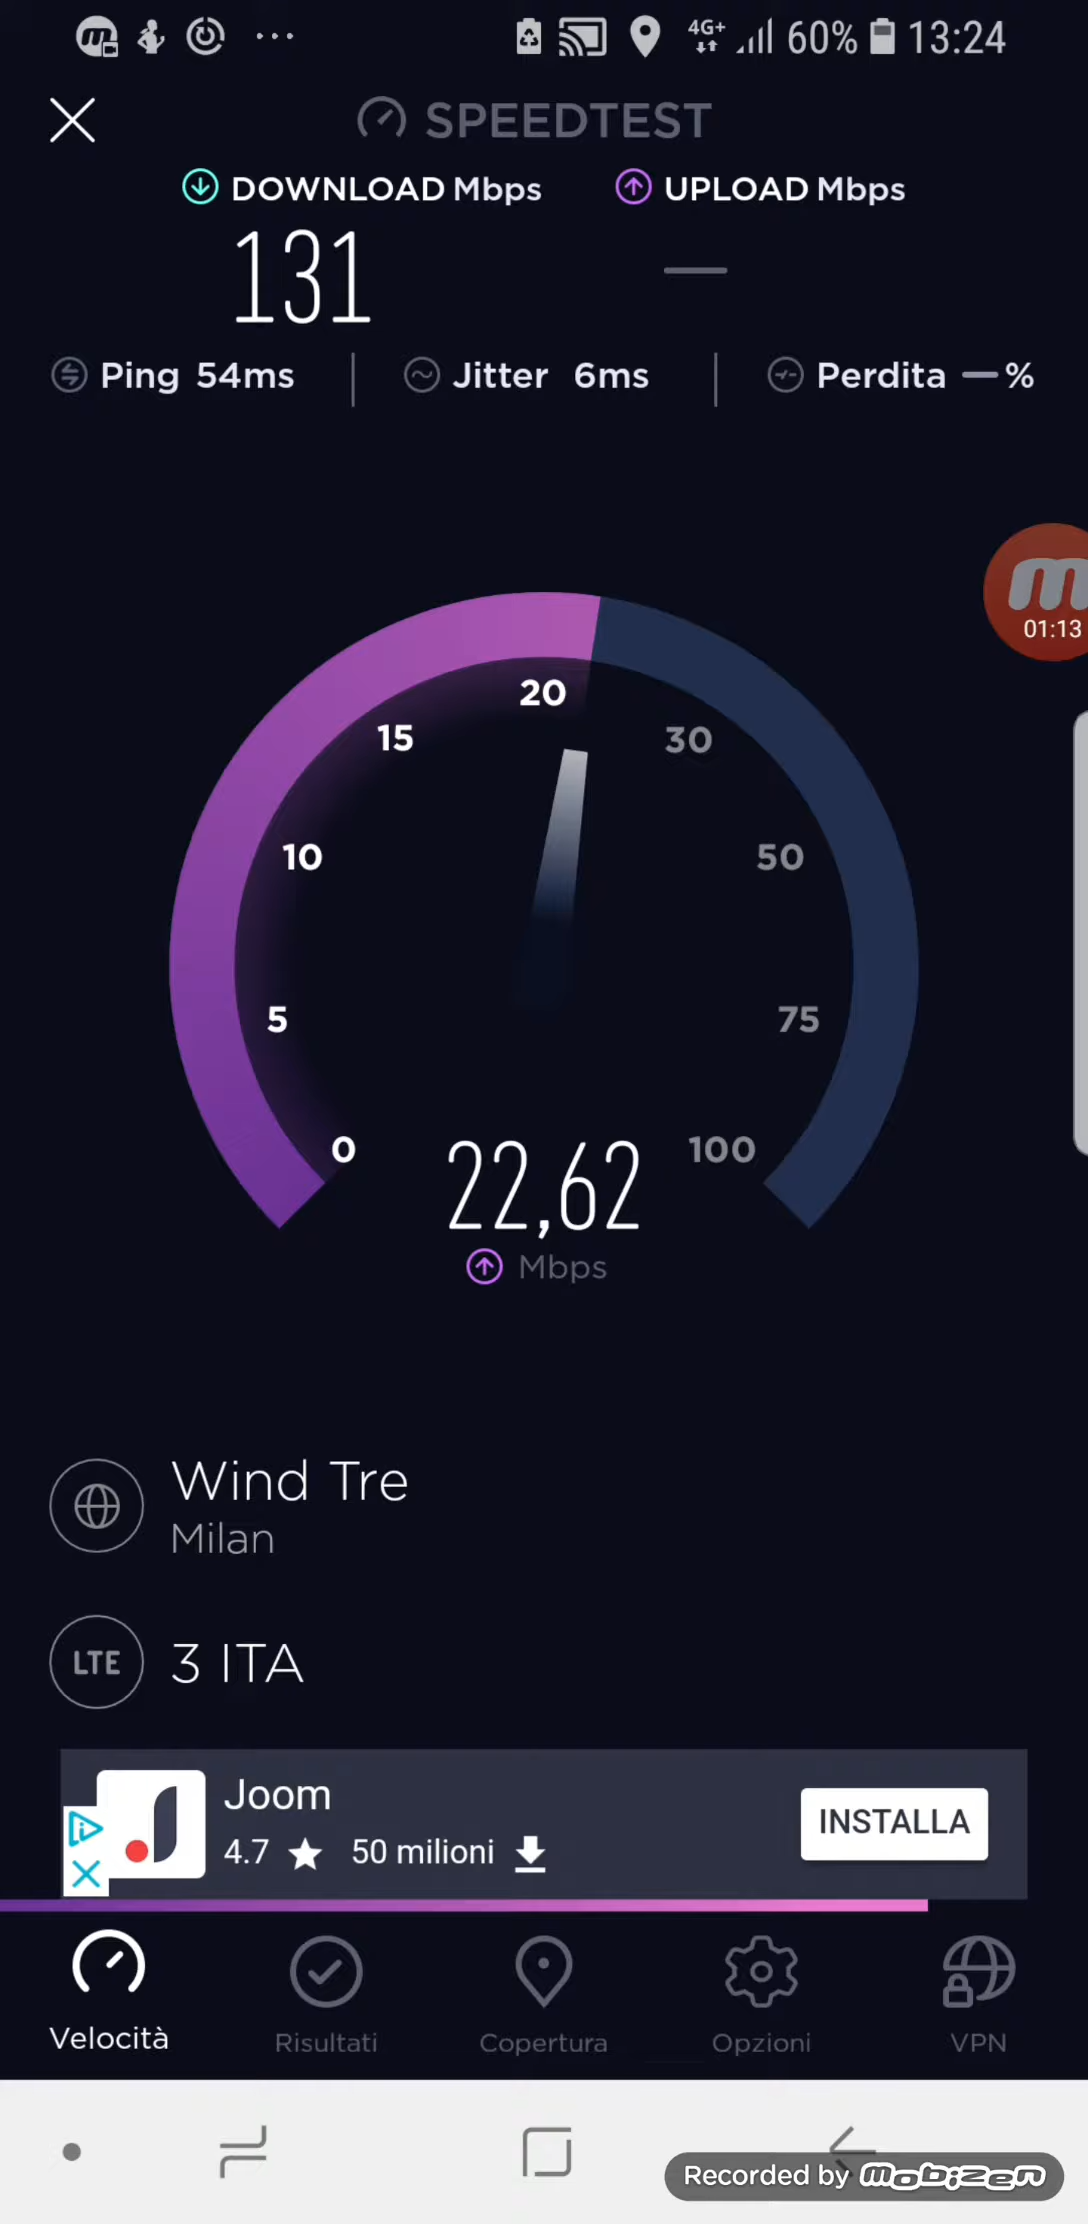 4G+ 60% 13:24
SPEEDTEST
DOWNLOAD Mbps UPLOAD Mbps
131 —
Ping 54ms Jitter 6ms Perdita — %
m
01:13
20
15 30
10 50
5 75
0 100
22,62
Mbps
Wind Tre
Milan
LTE 3 ITA
Joom
4.7 ★ 50 milioni
INSTALLA
Velocità Risultati Copertura Opzioni VPN
Recorded by mobizen